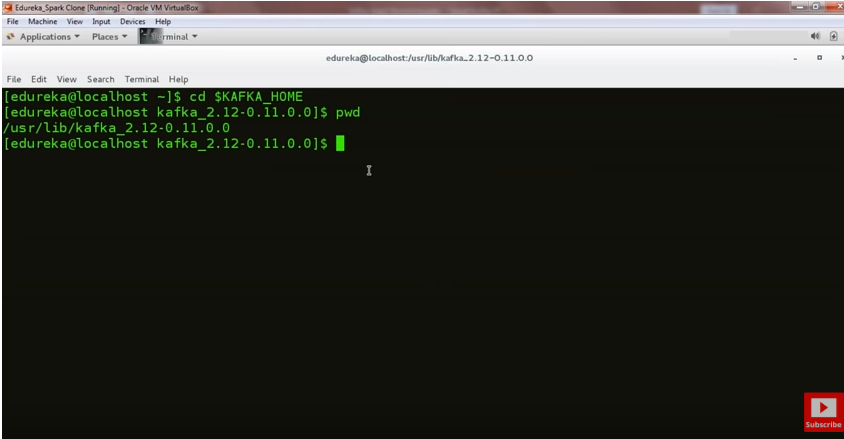 Edureka_Spark Clone [Running] - Oracle VM VirtualBox
File Machine View Input Devices Help
Applications Places Terminal
edureka@localhost:/usr/lib/kafka_2.12-0.11.0.0
File Edit View Search Terminal Help
[edureka@localhost ~]$ cd $KAFKA_HOME
[edureka@localhost kafka_2.12-0.11.0.0]$ pwd
/usr/lib/kafka_2.12-0.11.0.0
[edureka@localhost kafka_2.12-0.11.0.0]$
Subscribe